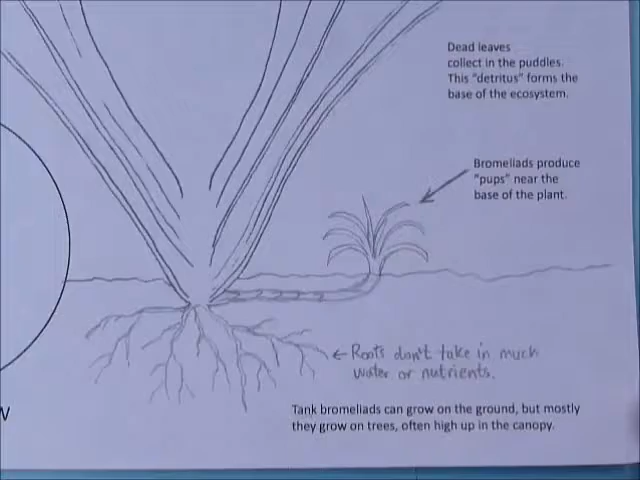 Dead leaves
collect in the puddles.
This "detritus" forms the
base of the ecosystem.
Bromeliads produce
"pups" near the
base of the plant.
Roots don't take in much
water or nutrients.
Tank bromeliads can grow on the ground, but mostly
they grow on trees, often high up in the canopy.